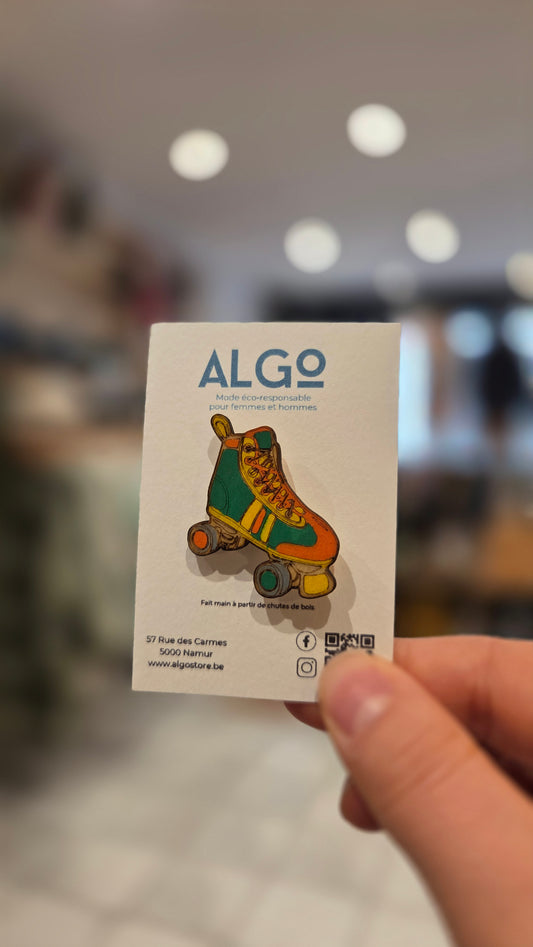 ALGO
Mode éco-responsable
pour femmes et hommes
Fait main à partir de chutes de bois
57 Rue des Carmes
5000 Namur
www.algostore.be